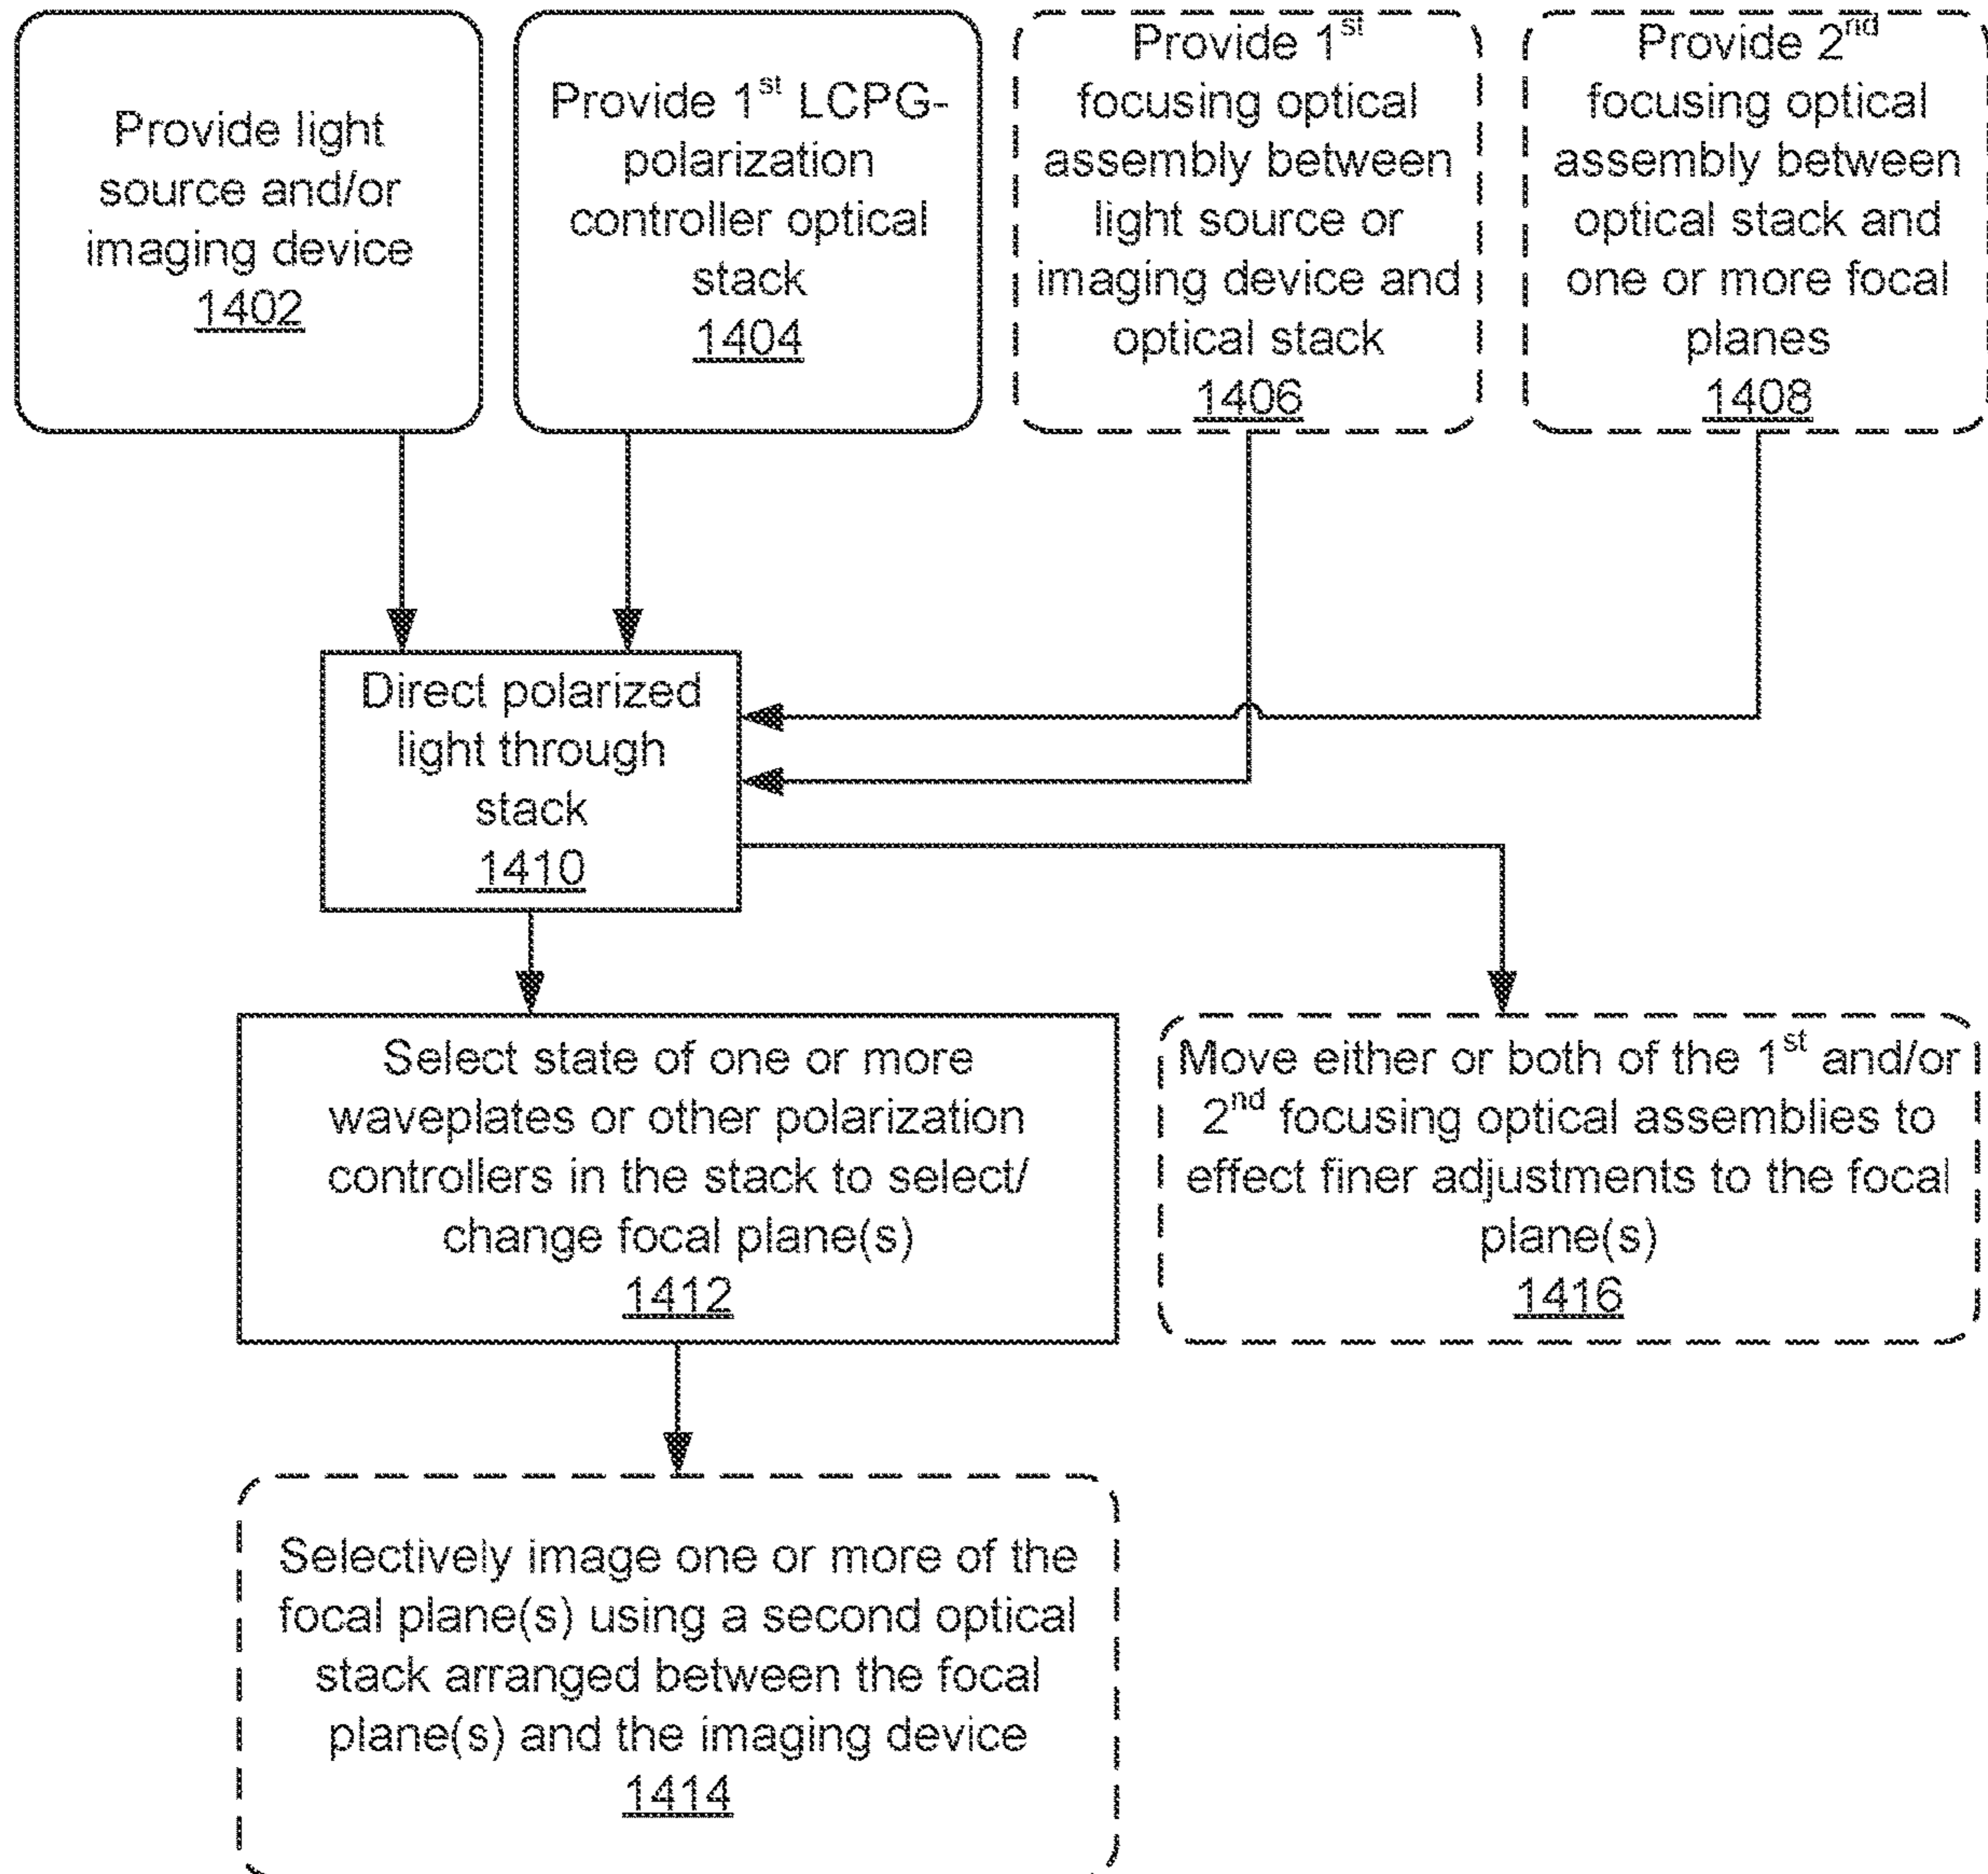 Provide light
source and/or
imaging device
1402
Provide 1st LCPG-
polarization
controller optical
stack
1404
Provide 1st
focusing optical
assembly between
light source or
imaging device and
optical stack
1406
Provide 2nd
focusing optical
assembly between
optical stack and
one or more focal
planes
1408
Direct polarized
light through
stack
1410
Select state of one or more
waveplates or other polarization
controllers in the stack to select/
change focal plane(s)
1412
Move either or both of the 1st and/or
2nd focusing optical assemblies to
effect finer adjustments to the focal
plane(s)
1416
Selectively image one or more of the
focal plane(s) using a second optical
stack arranged between the focal
plane(s) and the imaging device
1414